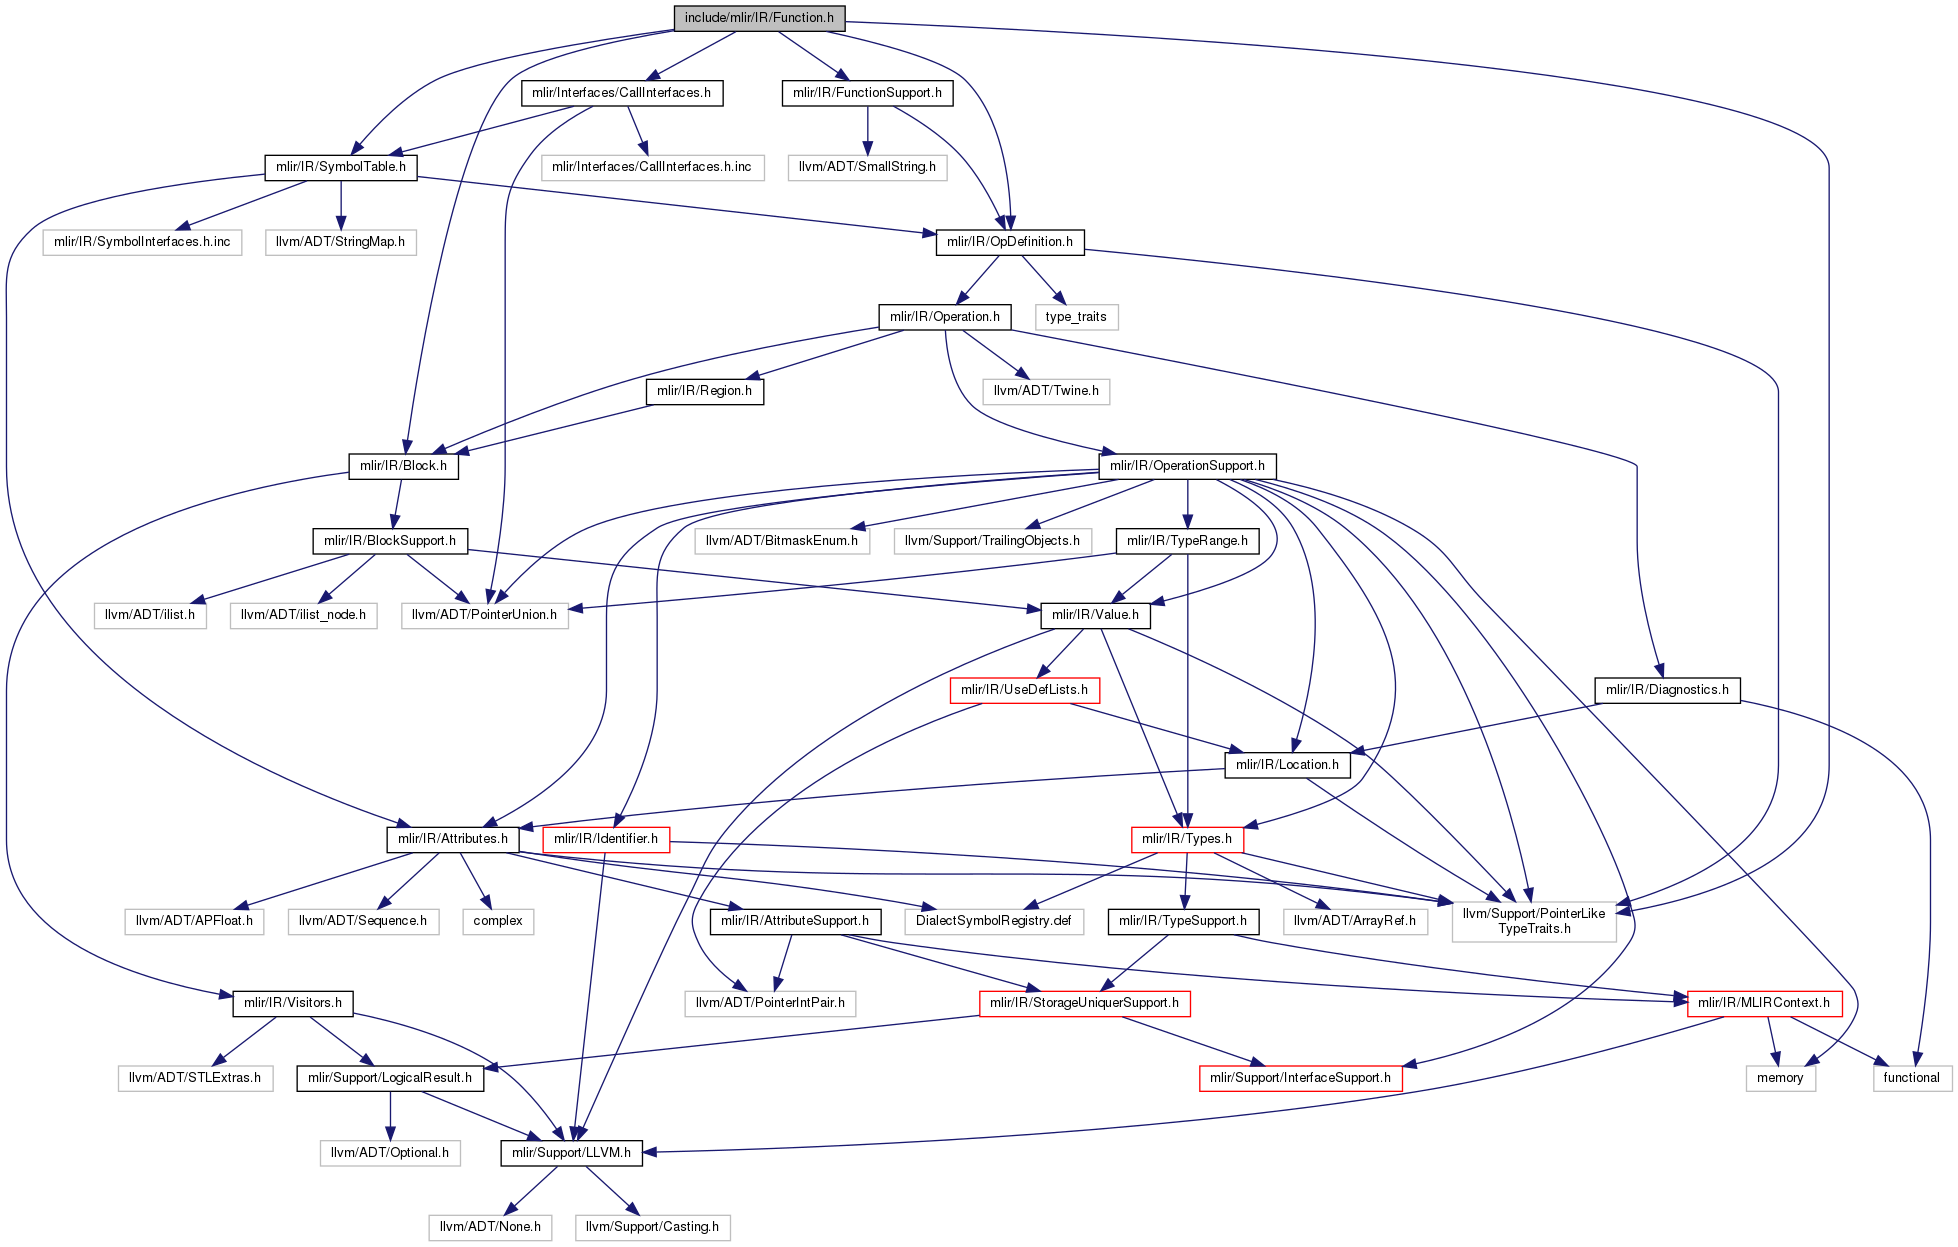 include/mlir/IR/Function.h
mlir/Interfaces/CallInterfaces.h
mlir/IR/FunctionSupport.h
mlir/IR/SymbolTable.h
mlir/Interfaces/CallInterfaces.h.inc
llvm/ADT/SmallString.h
mlir/IR/SymbolInterfaces.h.inc
llvm/ADT/StringMap.h
mlir/IR/OpDefinition.h
mlir/IR/Operation.h
type_traits
mlir/IR/Region.h
llvm/ADT/Twine.h
mlir/IR/Block.h
mlir/IR/OperationSupport.h
mlir/IR/BlockSupport.h
llvm/ADT/BitmaskEnum.h
llvm/Support/TrailingObjects.h
mlir/IR/TypeRange.h
llvm/ADT/ilist.h
llvm/ADT/ilist_node.h
llvm/ADT/PointerUnion.h
mlir/IR/Value.h
mlir/IR/UseDefLists.h
mlir/IR/Diagnostics.h
mlir/IR/Location.h
mlir/IR/Attributes.h
mlir/IR/Identifier.h
mlir/IR/Types.h
llvm/ADT/APFloat.h
llvm/ADT/Sequence.h
complex
mlir/IR/AttributeSupport.h
DialectSymbolRegistry.def
mlir/IR/TypeSupport.h
llvm/ADT/ArrayRef.h
llvm/Support/PointerLike
TypeTraits.h
mlir/IR/Visitors.h
llvm/ADT/PointerIntPair.h
mlir/IR/StorageUniquerSupport.h
mlir/IR/MLIRContext.h
llvm/ADT/STLExtras.h
mlir/Support/LogicalResult.h
mlir/Support/InterfaceSupport.h
memory
functional
llvm/ADT/Optional.h
mlir/Support/LLVM.h
llvm/ADT/None.h
llvm/Support/Casting.h